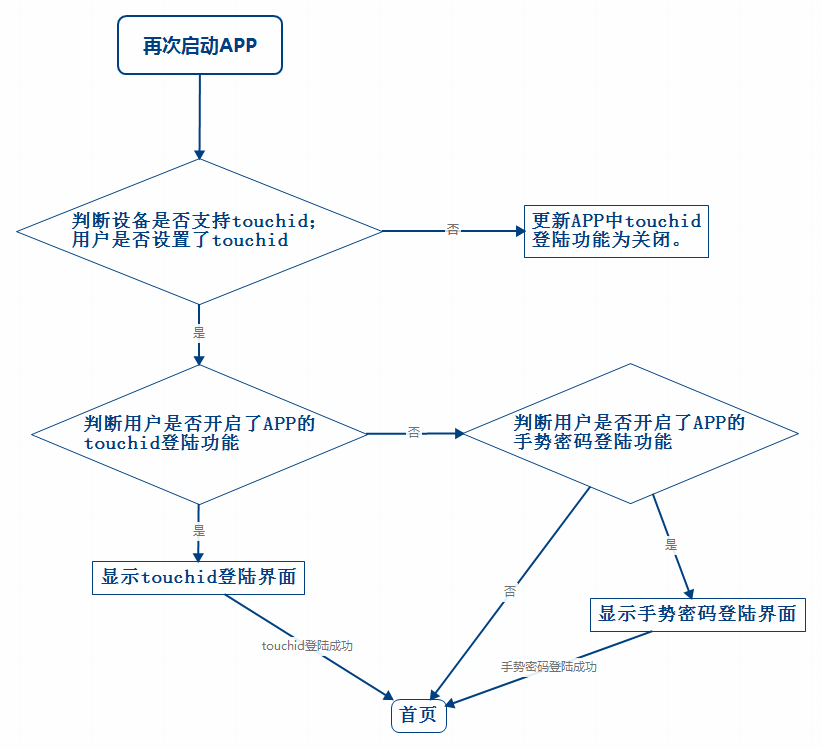 再次启动APP
判断设备是否支持touchid;
用户是否设置了touchid
否
更新APP中touchid
登陆功能为关闭。
是
判断用户是否开启了APP的
touchid登陆功能
否
判断用户是否开启了APP的
手势密码登陆功能
是
显示touchid登陆界面
是
否
显示手势密码登陆界面
touchid登陆成功
手势密码登陆成功
首页